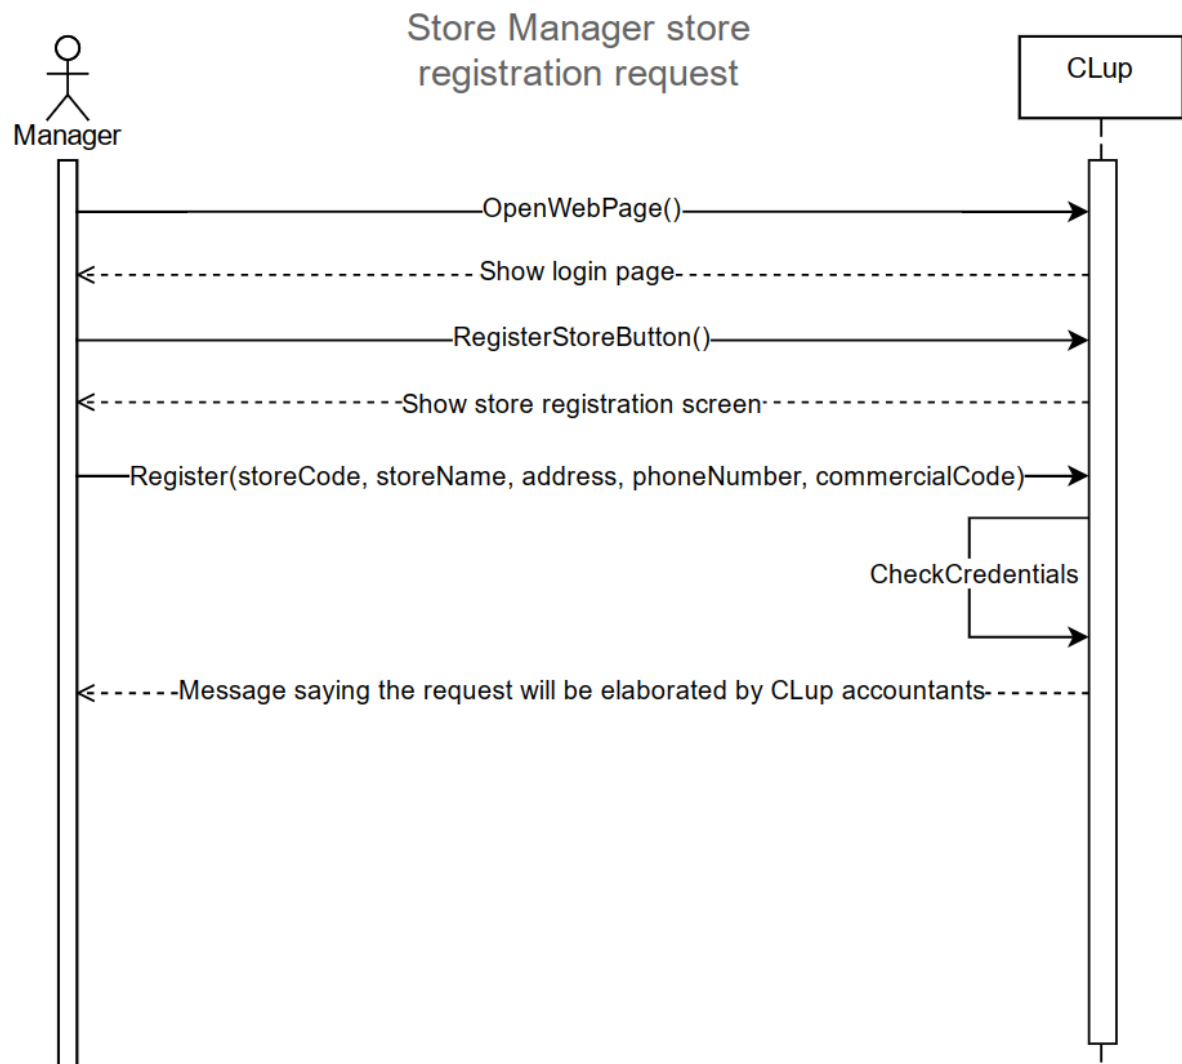 Store Manager store
registration request
CLup
Manager
OpenWebPage()
Show login page
RegisterStoreButton()
Show store registration screen
Register(storeCode, storeName, address, phoneNumber, commercialCode)
CheckCredentials
Message saying the request will be elaborated by CLup accountants